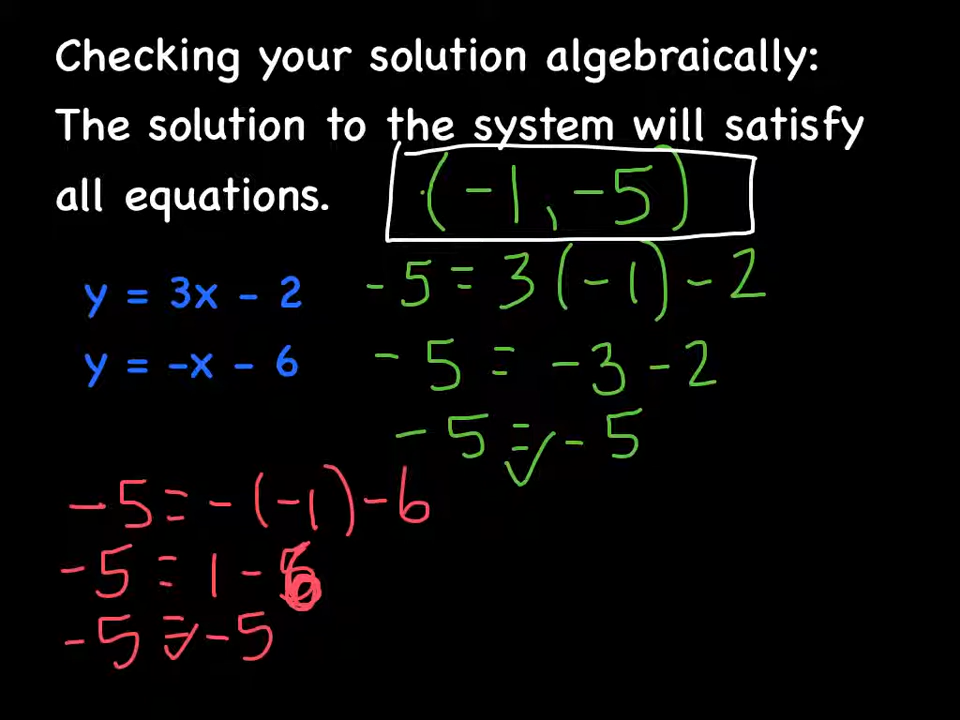 Checking your solution algebraically:
The solution to the system will satisfy
all equations.
(-1, -5)
y = 3x - 2
-5 = 3(-1) - 2
y = -x - 6
-5 = -3 - 2
-5 = -5
-5 = -(-1) - 6
-5 = 1 - 6
-5 = -5